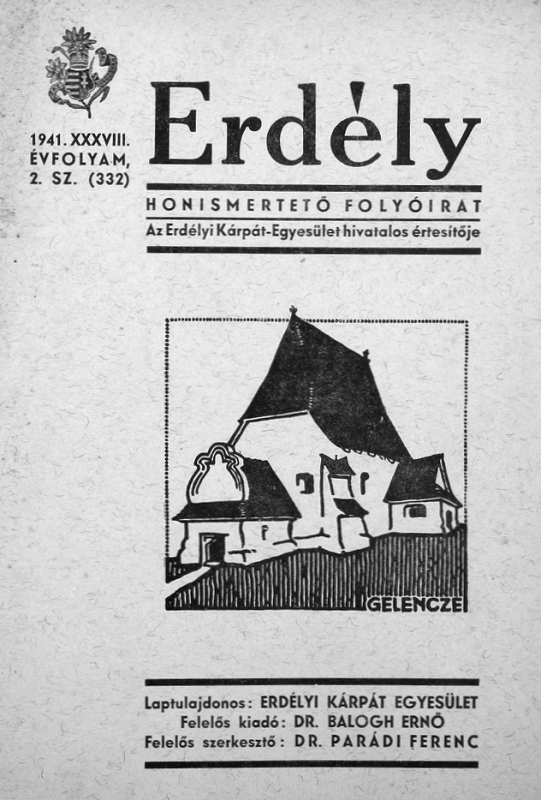 1941. XXXVIII.
ÉVFOLYAM,
2. SZ. (332)
Erdély
HONISMERTETŐ FOLYÓIRAT
Az Erdélyi Kárpát-Egyesület hivatalos értesítője
GELENCZE
Laptulajdonos: ERDÉLYI KÁRPÁT EGYESÜLET
Felelős kiadó: DR. BALOGH ERNŐ
Felelős szerkesztő: DR. PARÁDI FERENC